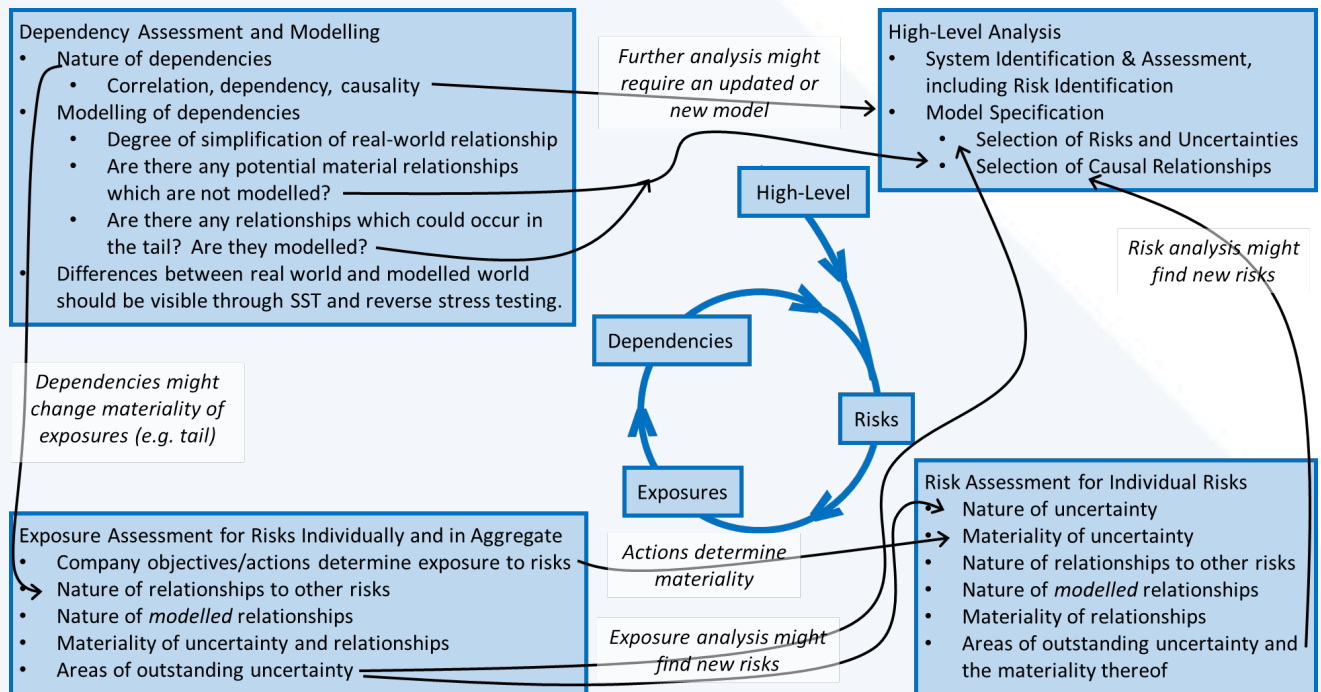 Dependency Assessment and Modelling
• Nature of dependencies
• Correlation, dependency, causality
• Modelling of dependencies
• Degree of simplification of real-world relationship
• Are there any potential material relationships
which are not modelled?
• Are there any relationships which could occur in
the tail? Are they modelled?
• Differences between real world and modelled world
should be visible through SST and reverse stress testing.
Further analysis might
require an updated or
new model
High-Level Analysis
• System Identification & Assessment,
including Risk Identification
• Model Specification
• Selection of Risks and Uncertainties
• Selection of Causal Relationships
High-Level
Risk analysis might
find new risks
Dependencies
Risks
Exposures
Dependencies might
change materiality of
exposures (e.g. tail)
Exposure Assessment for Risks Individually and in Aggregate
• Company objectives/actions determine exposure to risks
• Nature of relationships to other risks
• Nature of modelled relationships
• Materiality of uncertainty and relationships
• Areas of outstanding uncertainty
Actions determine
materiality
Exposure analysis might
find new risks
Risk Assessment for Individual Risks
• Nature of uncertainty
• Materiality of uncertainty
• Nature of relationships to other risks
• Nature of modelled relationships
• Materiality of relationships
• Areas of outstanding uncertainty and
the materiality thereof